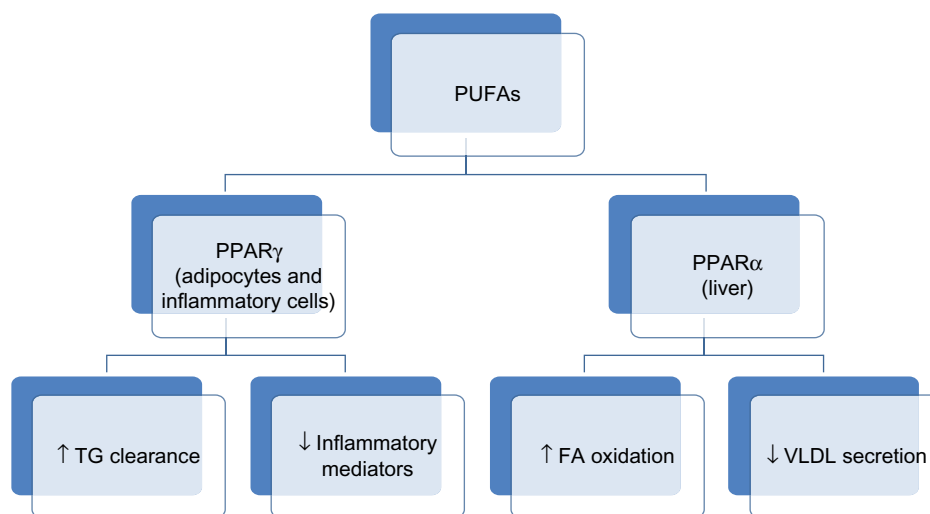 PUFAs
PPARγ
(adipocytes and
inflammatory cells)
PPARα
(liver)
↑ TG clearance
↓ Inflammatory
mediators
↑ FA oxidation
↓ VLDL secretion